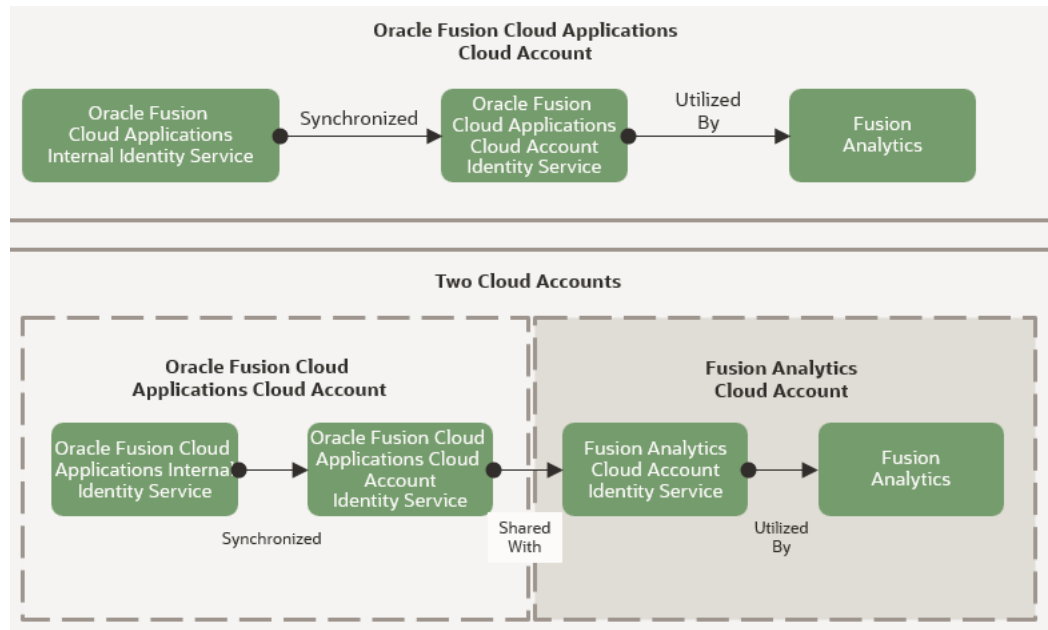 Oracle Fusion Cloud Applications
Cloud Account
Oracle Fusion
Cloud Applications
Internal Identity Service
Synchronized
Oracle Fusion
Cloud Applications
Cloud Account
Identity Service
Utilized
By
Fusion
Analytics
Two Cloud Accounts
Oracle Fusion Cloud
Applications Cloud Account
Oracle Fusion Cloud
Applications Internal
Identity Service
Synchronized
Oracle Fusion Cloud
Applications Cloud
Account
Identity Service
Shared
With
Fusion Analytics
Cloud Account
Fusion Analytics
Cloud Account
Identity Service
Utilized
By
Fusion
Analytics